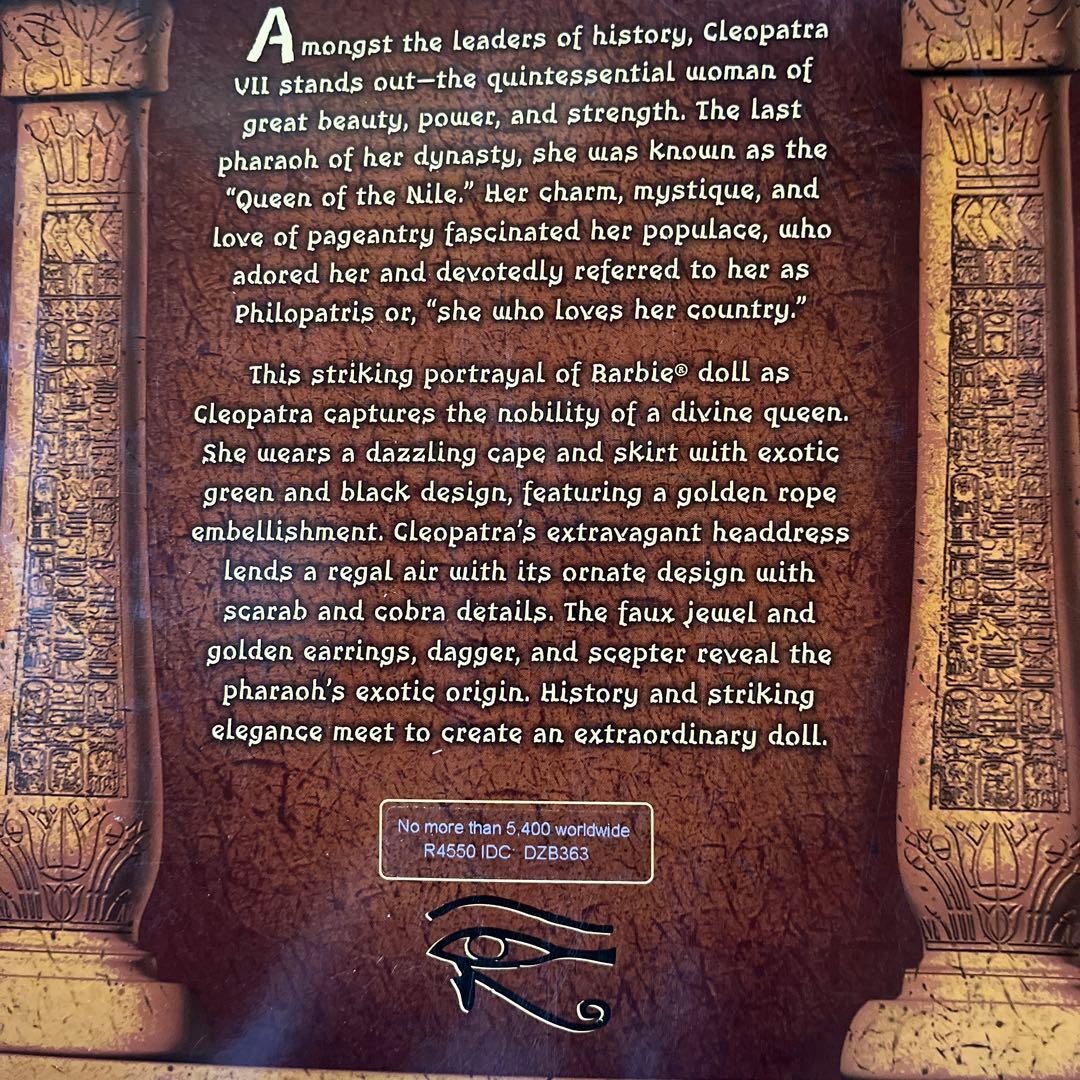 Amongst the leaders of history, Cleopatra
VII stands out—the quintessential woman of
great beauty, power, and strength. The last
pharaoh of her dynasty, she was known as the
“Queen of the Nile.” Her charm, mystique, and
love of pageantry fascinated her populace, who
adored her and devotedly referred to her as
Philopatris or, “she who loves her country.”
This striking portrayal of Barbie® doll as
Cleopatra captures the nobility of a divine queen.
She wears a dazzling cape and skirt with exotic
green and black design, featuring a golden rope
embellishment. Cleopatra’s extravagant headdress
lends a regal air with its ornate design with
scarab and cobra details. The faux jewel and
golden earrings, dagger, and scepter reveal the
pharaoh’s exotic origin. History and striking
elegance meet to create an extraordinary doll.
No more than 5,400 worldwide
R4550 IDC DZB363